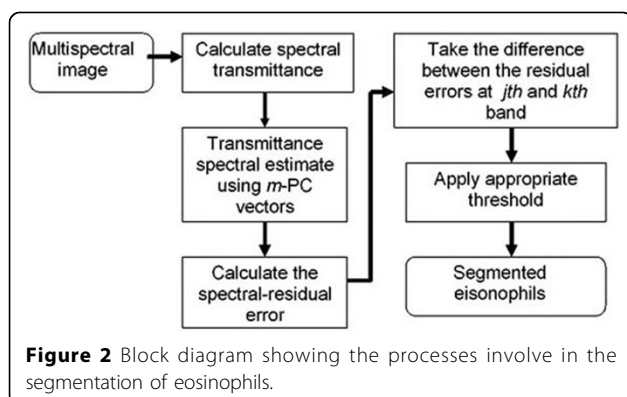 Multispectral
image
Calculate spectral
transmittance
Transmittance
spectral estimate
using m-PC
vectors
Calculate the
spectral-residual
error
Take the difference
between the residual
errors at jth and kth
band
Apply appropriate
threshold
Segmented
eisonophils
Figure 2 Block diagram showing the processes involve in the
segmentation of eosinophils.